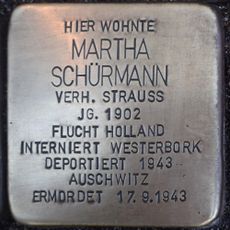 HIER WOHNTE
MARTHA
SCHÜRMANN
VERH. STRAUSS
JG. 1902
FLUCHT HOLLAND
INTERNIERT WESTERBORK
DEPORTIERT 1943
AUSCHWITZ
ERMORDET 17.9.1943